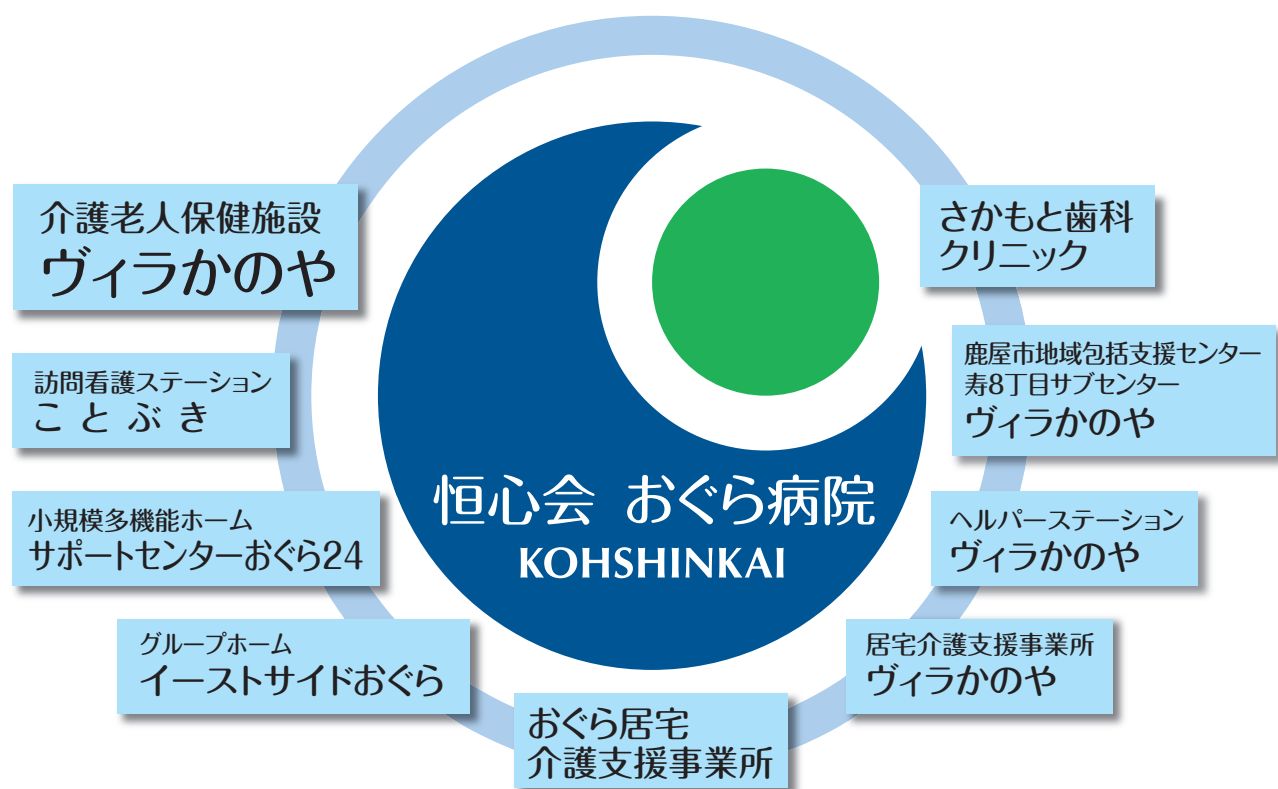 介護老人保健施設
ヴィラかのや
訪問看護ステーション
ことぶき
小規模多機能ホーム
サポートセンターおぐら24
グループホーム
イーストサイドおぐら
おぐら居宅
介護支援事業所
恒心会 おぐら病院
KOHSHINKAI
さかもと歯科
クリニック
鹿屋市地域包括支援センター
寿8丁目サブセンター
ヴィラかのや
ヘルパーステーション
ヴィラかのや
居宅介護支援事業所
ヴィラかのや